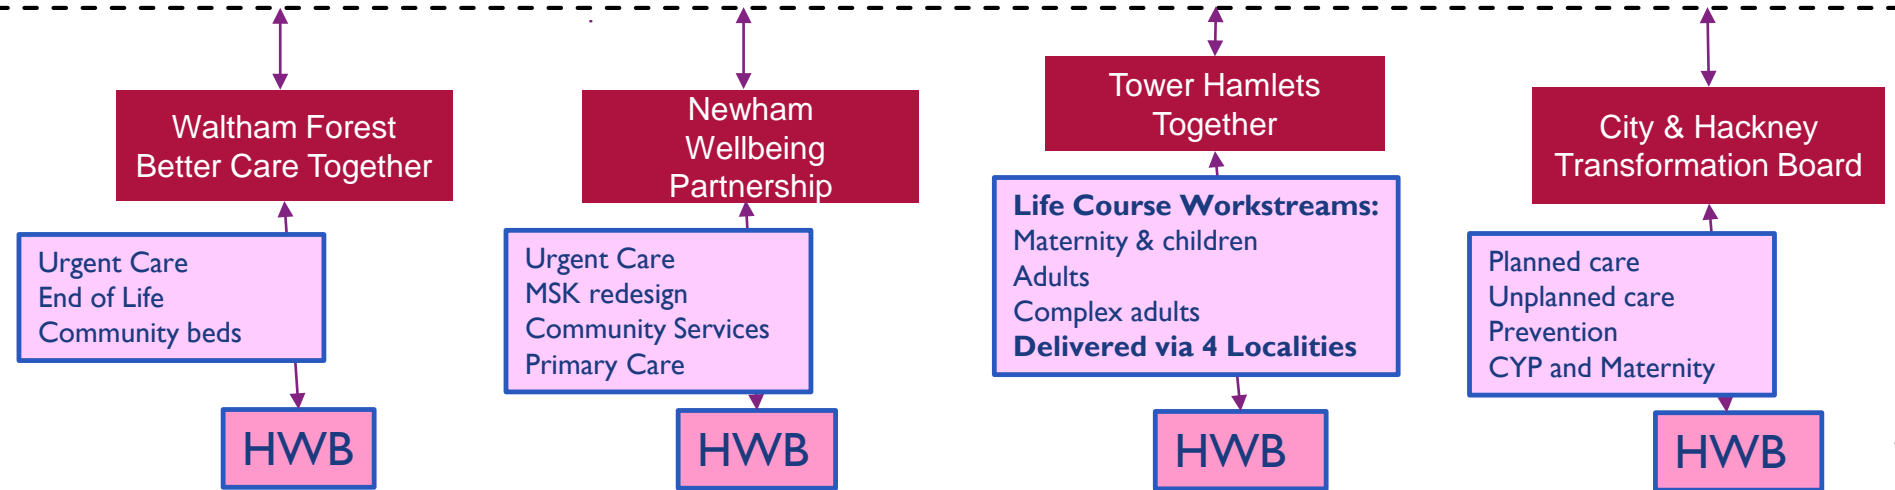 Waltham Forest
Better Care Together
Urgent Care
End of Life
Community beds
HWB
Newham
Wellbeing
Partnership
Urgent Care
MSK redesign
Community Services
Primary Care
HWB
Tower Hamlets
Together
Life Course Workstreams:
Maternity & children
Adults
Complex adults
Delivered via 4 Localities
HWB
City & Hackney
Transformation Board
Planned care
Unplanned care
Prevention
CYP and Maternity
HWB